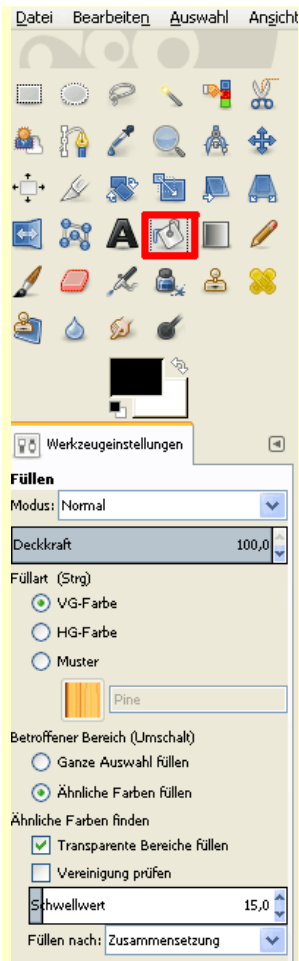 Datei Bearbeiten Auswahl Ansicht
Werkzeugeinstellungen
Füllen
Modus: Normal
Deckkraft 100,0
Füllart (Strg)
VG-Farbe
HG-Farbe
Muster
Pine
Betroffener Bereich (Umschalt)
Ganze Auswahl füllen
Ähnliche Farben füllen
Ähnliche Farben finden
Transparente Bereiche füllen
Vereinigung prüfen
Schwellwert 15,0
Füllen nach: Zusammensetzung